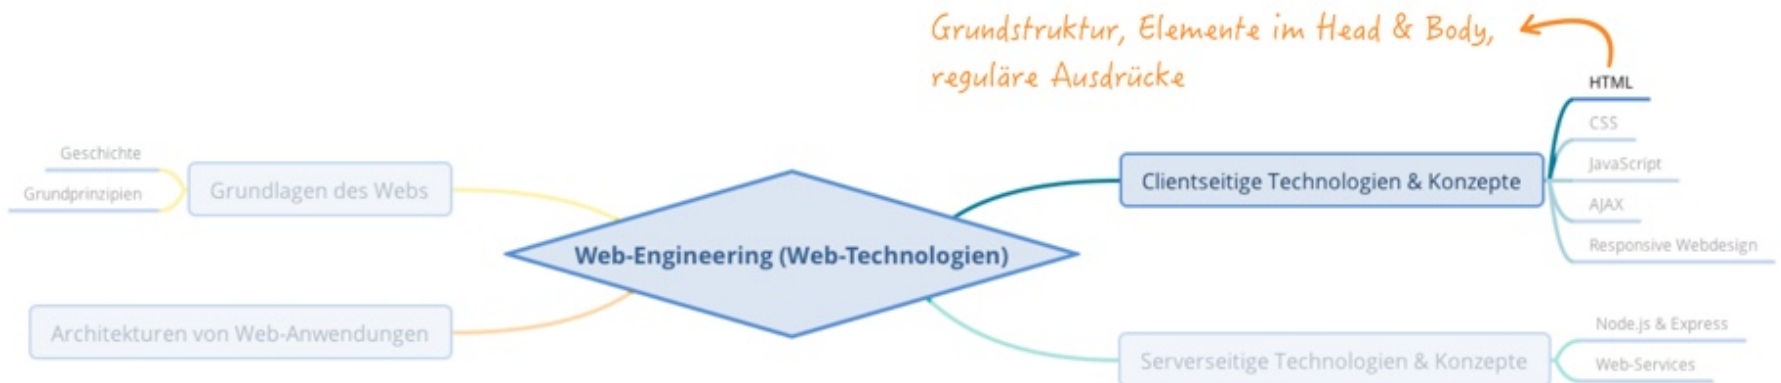 Grundstruktur, Elemente im Head & Body,
reguläre Ausdrücke
HTML
CSS
JavaScript
AJAX
Responsive Webdesign
Clientseitige Technologien & Konzepte
Geschichte
Grundprinzipien
Grundlagen des Webs
Web-Engineering (Web-Technologien)
Architekturen von Web-Anwendungen
Serverseitige Technologien & Konzepte
Node.js & Express
Web-Services